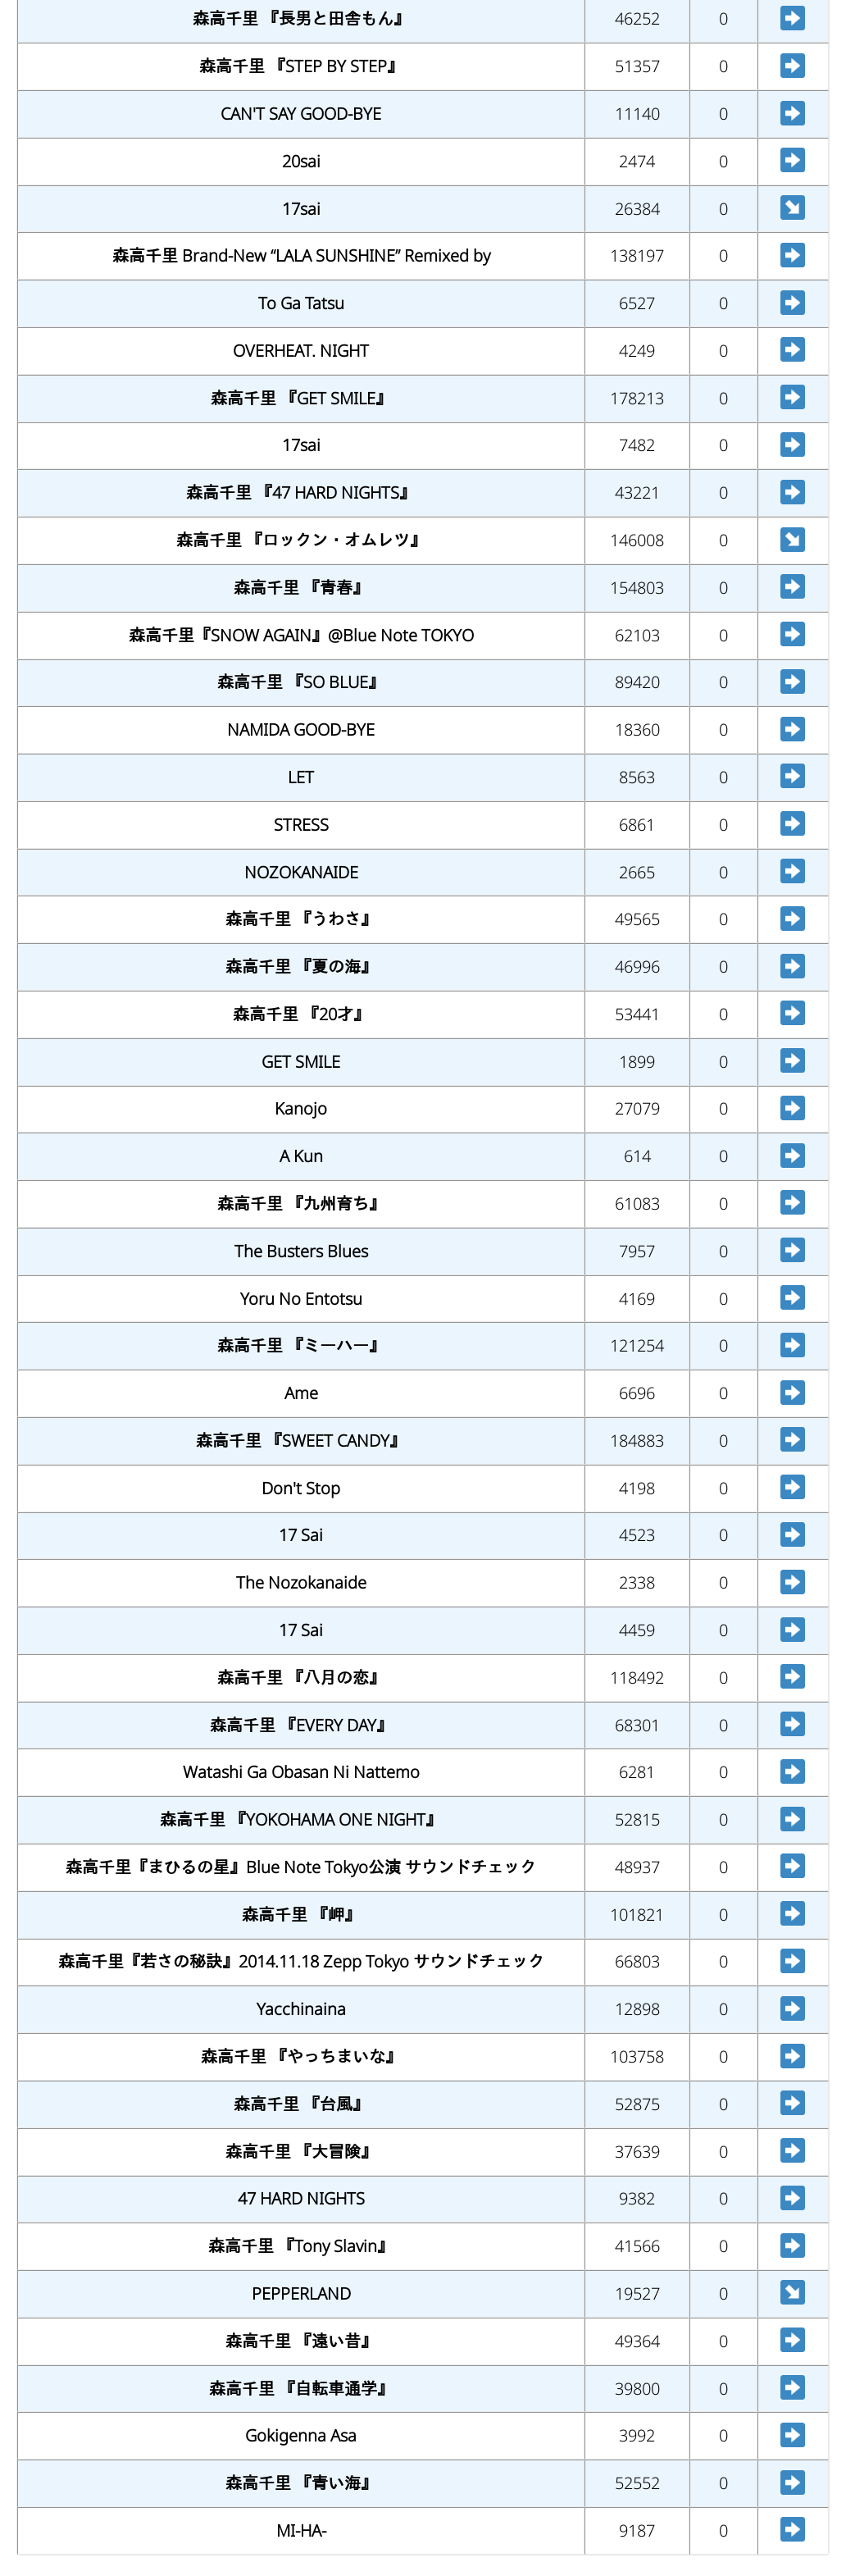 森高千里 『長男と田舎もん』 46252 0
森高千里 『STEP BY STEP』 51357 0
CAN'T SAY GOOD-BYE 11140 0
20sai 2474 0
17sai 26384 0
森高千里 Brand-New “LALA SUNSHINE” Remixed by 138197 0
To Ga Tatsu 6527 0
OVERHEAT. NIGHT 4249 0
森高千里 『GET SMILE』 178213 0
17sai 7482 0
森高千里 『47 HARD NIGHTS』 43221 0
森高千里 『ロックン・オムレツ』 146008 0
森高千里 『青春』 154803 0
森高千里『SNOW AGAIN』@Blue Note TOKYO 62103 0
森高千里 『SO BLUE』 89420 0
NAMIDA GOOD-BYE 18360 0
LET 8563 0
STRESS 6861 0
NOZOKANAIDE 2665 0
森高千里 『うわさ』 49565 0
森高千里 『夏の海』 46996 0
森高千里 『20才』 53441 0
GET SMILE 1899 0
Kanojo 27079 0
A Kun 614 0
森高千里 『九州育ち』 61083 0
The Busters Blues 7957 0
Yoru No Entotsu 4169 0
森高千里 『ミーハー』 121254 0
Ame 6696 0
森高千里 『SWEET CANDY』 184883 0
Don't Stop 4198 0
17 Sai 4523 0
The Nozokanaide 2338 0
17 Sai 4459 0
森高千里 『八月の恋』 118492 0
森高千里 『EVERY DAY』 68301 0
Watashi Ga Obasan Ni Nattemo 6281 0
森高千里 『YOKOHAMA ONE NIGHT』 52815 0
森高千里『まひるの星』Blue Note Tokyo公演 サウンドチェック 48937 0
森高千里 『岬』 101821 0
森高千里『若さの秘訣』2014.11.18 Zepp Tokyo サウンドチェック 66803 0
Yacchinaina 12898 0
森高千里 『やっちまいな』 103758 0
森高千里 『台風』 52875 0
森高千里 『大冒険』 37639 0
47 HARD NIGHTS 9382 0
森高千里 『Tony Slavin』 41566 0
PEPPERLAND 19527 0
森高千里 『遠い昔』 49364 0
森高千里 『自転車通学』 39800 0
Gokigenna Asa 3992 0
森高千里 『青い海』 52552 0
MI-HA- 9187 0